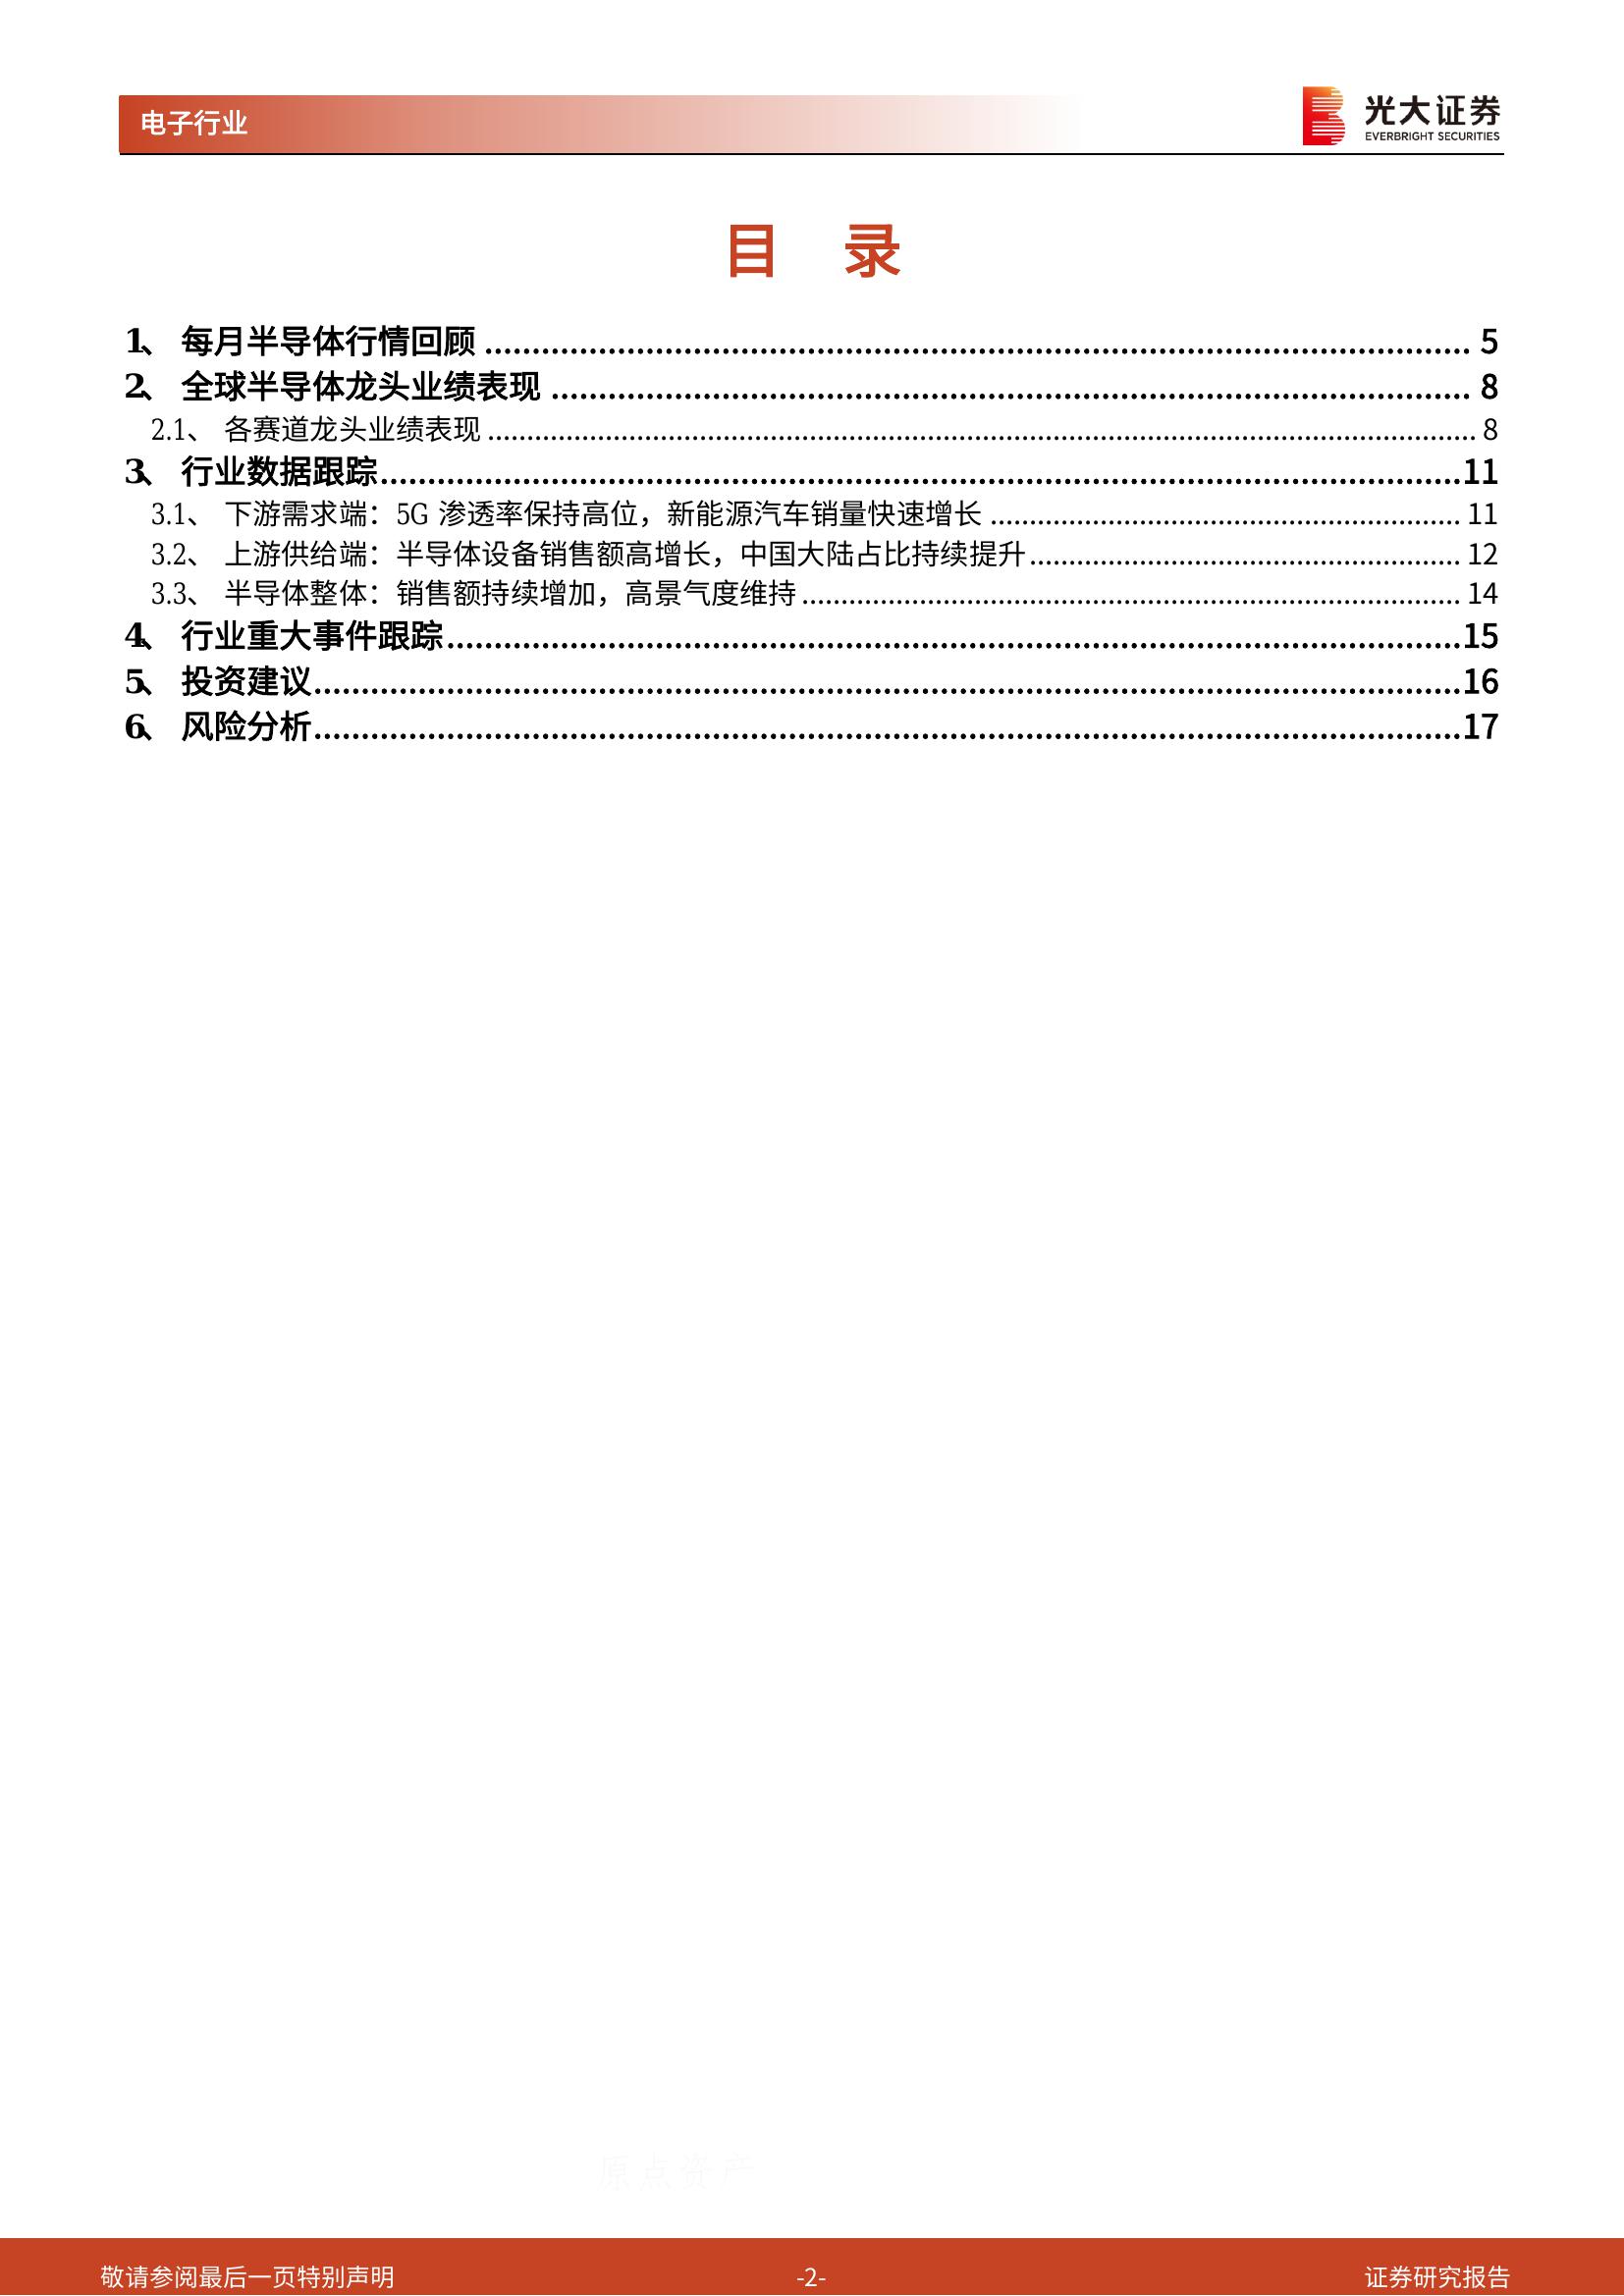 电子行业
光大证券
EVERBRIGHT SECURITIES
目 录
1、 每月半导体行情回顾 ........................................ 5
2、 全球半导体龙头业绩表现 ........................................ 8
2.1、 各赛道龙头业绩表现 ........................................ 8
3、 行业数据跟踪 ........................................ 11
3.1、 下游需求端：5G 渗透率保持高位，新能源汽车销量快速增长 ........................................ 11
3.2、 上游供给端：半导体设备销售额高增长，中国大陆占比持续提升 ........................................ 12
3.3、 半导体整体：销售额持续增加，高景气度维持 ........................................ 14
4、 行业重大事件跟踪 ........................................ 15
5、 投资建议 ........................................ 16
6、 风险分析 ........................................ 17
原点资产
敬请参阅最后一页特别声明 -2- 证券研究报告